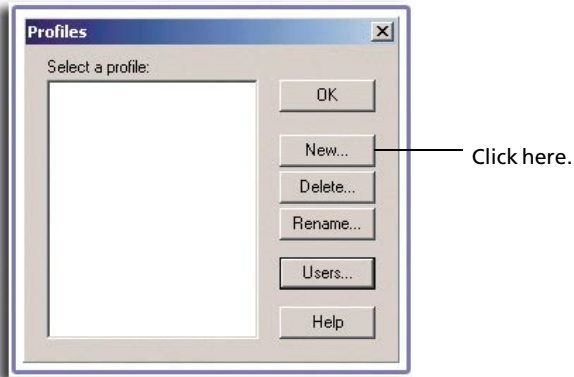 Profiles
Select a profile:
OK
New...
Click here.
Delete...
Rename...
Users...
Help